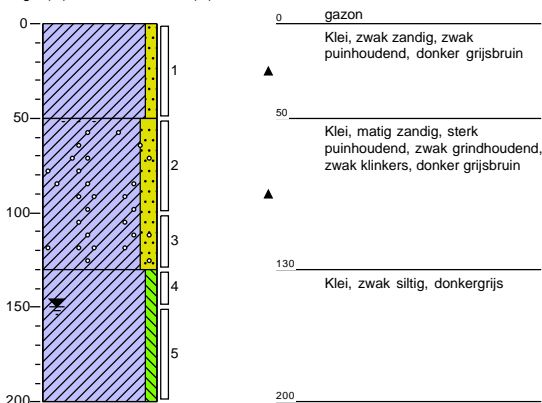 0
50
100
150
200
1
2
3
4
5
0 gazon
Klei, zwak zandig, zwak
puinhoudend, donker grijsbruin
50
Klei, matig zandig, sterk
puinhoudend, zwak grindhoudend,
zwak klinkers, donker grijsbruin
130
Klei, zwak siltig, donkergrijs
200